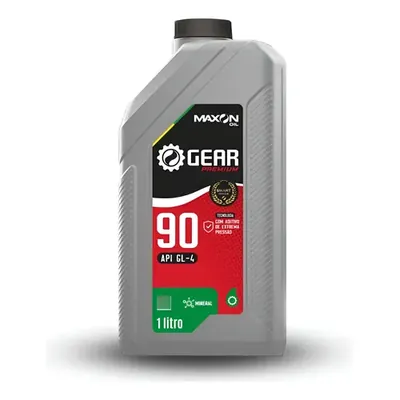 MAXON
OIL
GEAR
PREMIUM
90
API GL-4
TECNOLOGIA
COM ADITIVO
DE EXTREMA
PRESSÃO
MINERAL
1 litro